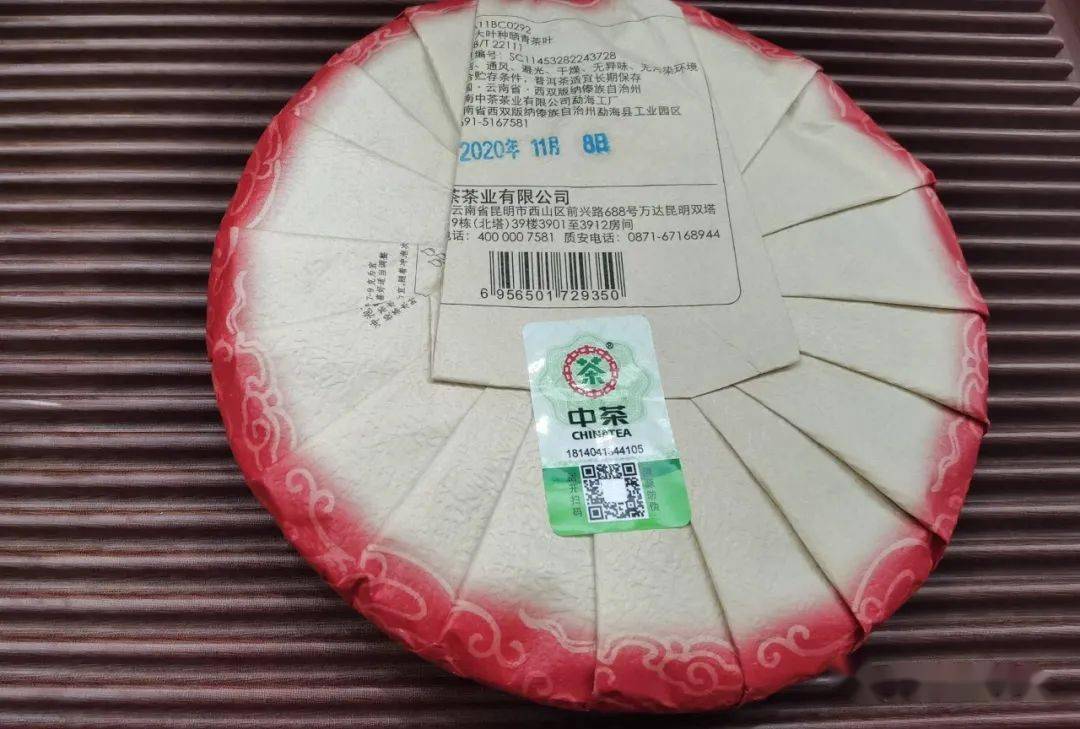 11BC0292
大叶种晒青茶叶
/T 22111
编号: SC11453282243728
、通风、避光、干燥、无异味、无污染环境
贮存条件, 普洱茶适宜长期保存
·云南省·西双版纳傣族自治州
南中茶茶业有限公司勐海工厂
南省西双版纳傣族自治州勐海县工业园区
91-5167581
2020年 11月 8日
茶茶业有限公司
云南省昆明市西山区前兴路688号万达昆明双塔
9栋(北塔)39楼3901至3912房间
电话: 400 000 7581 质安电话: 0871-67168944
6 956501 729350
茶
®
中茶
CHINATEA